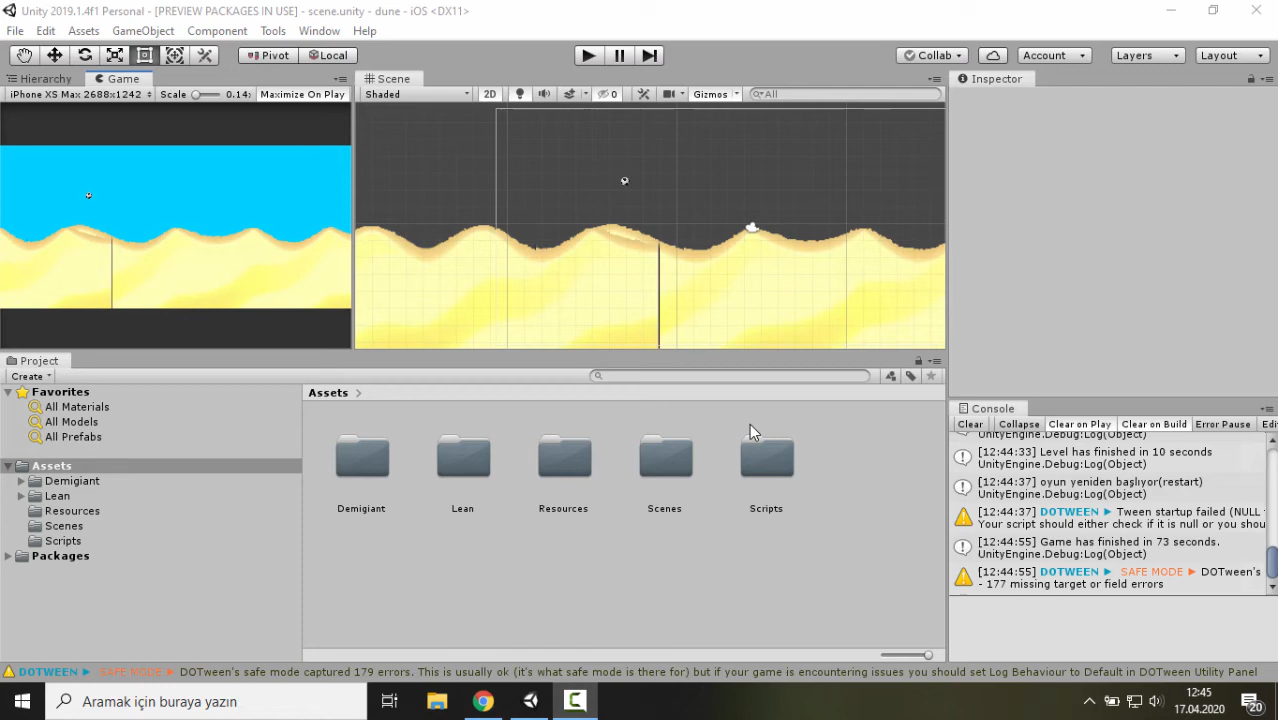 Unity 2019.1.4f1 Personal - [PREVIEW PACKAGES IN USE] - scene.unity - dune - iOS <DX11>
File Edit Assets GameObject Component Tools Window Help
Pivot Local Collab Account Layers Layout
Hierarchy Game Scene Inspector
iPhone XS Max 2688x1242 Scale 0.14: Maximize On Play Shaded 2D 0 Gizmos All
Project
Create
Favorites
All Materials
All Models
All Prefabs
Assets
Demigiant
Lean
Resources
Scenes
Scripts
Packages
Assets
Demigiant Lean Resources Scenes Scripts
Console
Clear Collapse Clear on Play Clear on Build Error Pause Edi
UnityEngine.Debug:Log(Object)
[12:44:33] Level has finished in 10 seconds
UnityEngine.Debug:Log(Object)
[12:44:37] oyun yeniden başlıyor(restart)
UnityEngine.Debug:Log(Object)
[12:44:37] DOTWEEN ► Tween startup failed (NULL
Your script should either check if it is null or you shou
[12:44:55] Game has finished in 73 seconds.
UnityEngine.Debug:Log(Object)
[12:44:55] DOTWEEN ► SAFE MODE ► DOTween's
- 177 missing target or field errors
DOTWEEN ► SAFE MODE ► DOTween's safe mode captured 179 errors. This is usually ok (it's what safe mode is there for) but if your game is encountering issues you should set Log Behaviour to Default in DOTween Utility Panel
Aramak için buraya yazın
12:45
17.04.2020
20